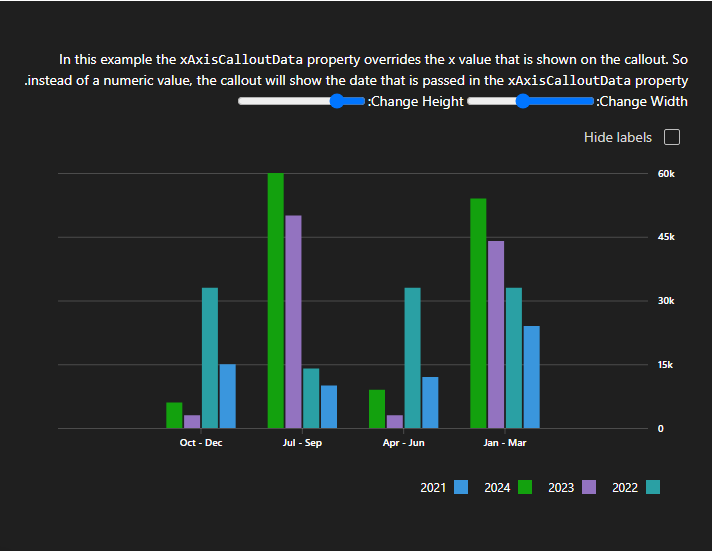 In this example the xAxisCalloutData property overrides the x value that is shown on the callout. So
.instead of a numeric value, the callout will show the date that is passed in the xAxisCalloutData property
:Change Height :Change Width
Hide labels
60k
45k
30k
15k
0
Oct - Dec Jul - Sep Apr - Jun Jan - Mar
2021 2024 2023 2022